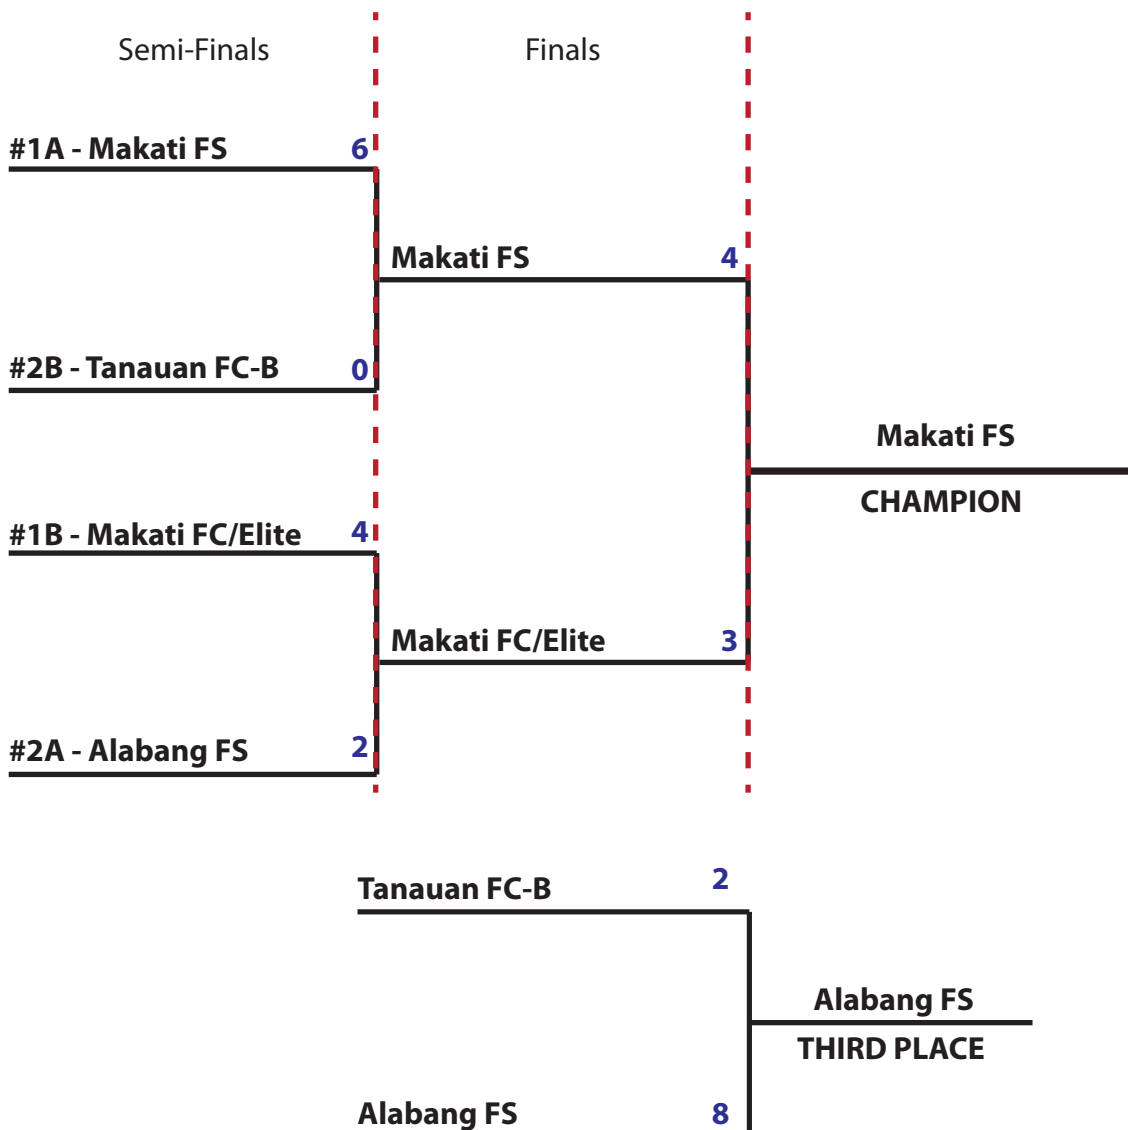 Semi-Finals Finals
#1A - Makati FS 6
Makati FS 4
#2B - Tanauan FC-B 0
Makati FS
CHAMPION
#1B - Makati FC/Elite 4
Makati FC/Elite 3
#2A - Alabang FS 2
Tanauan FC-B 2
Alabang FS
THIRD PLACE
Alabang FS 8